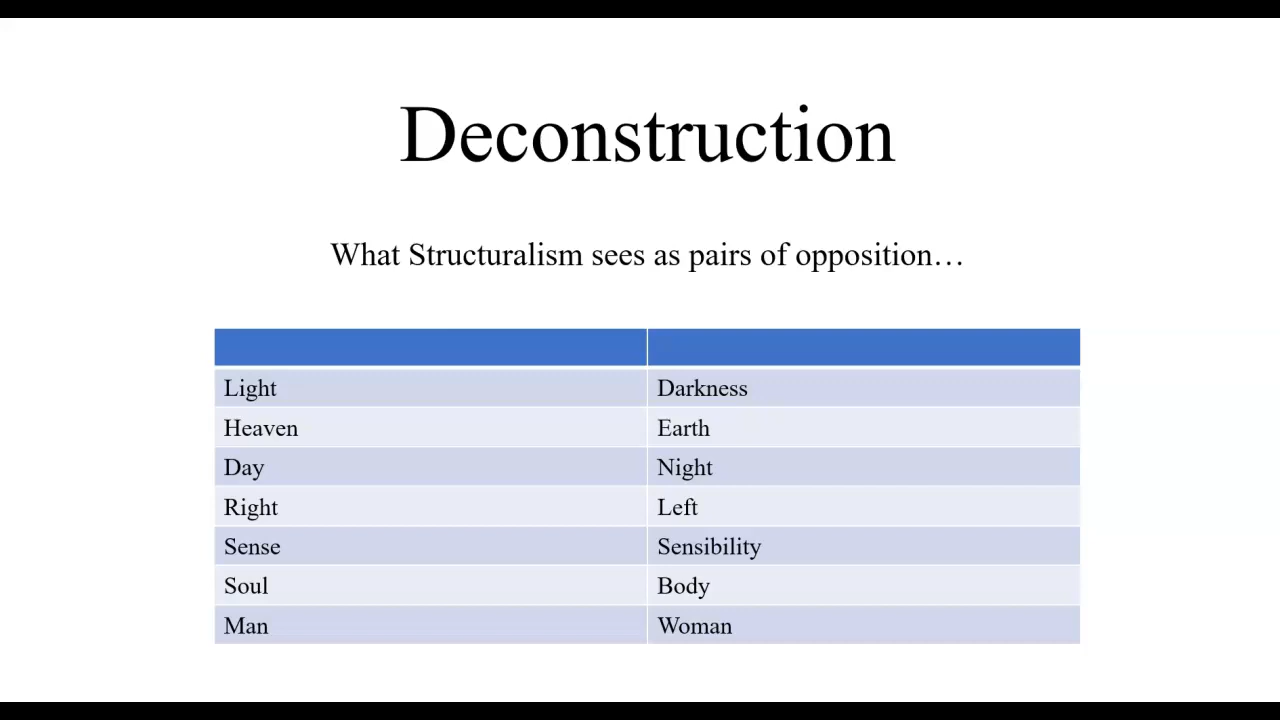 Deconstruction
What Structuralism sees as pairs of opposition…
Light Darkness
Heaven Earth
Day Night
Right Left
Sense Sensibility
Soul Body
Man Woman